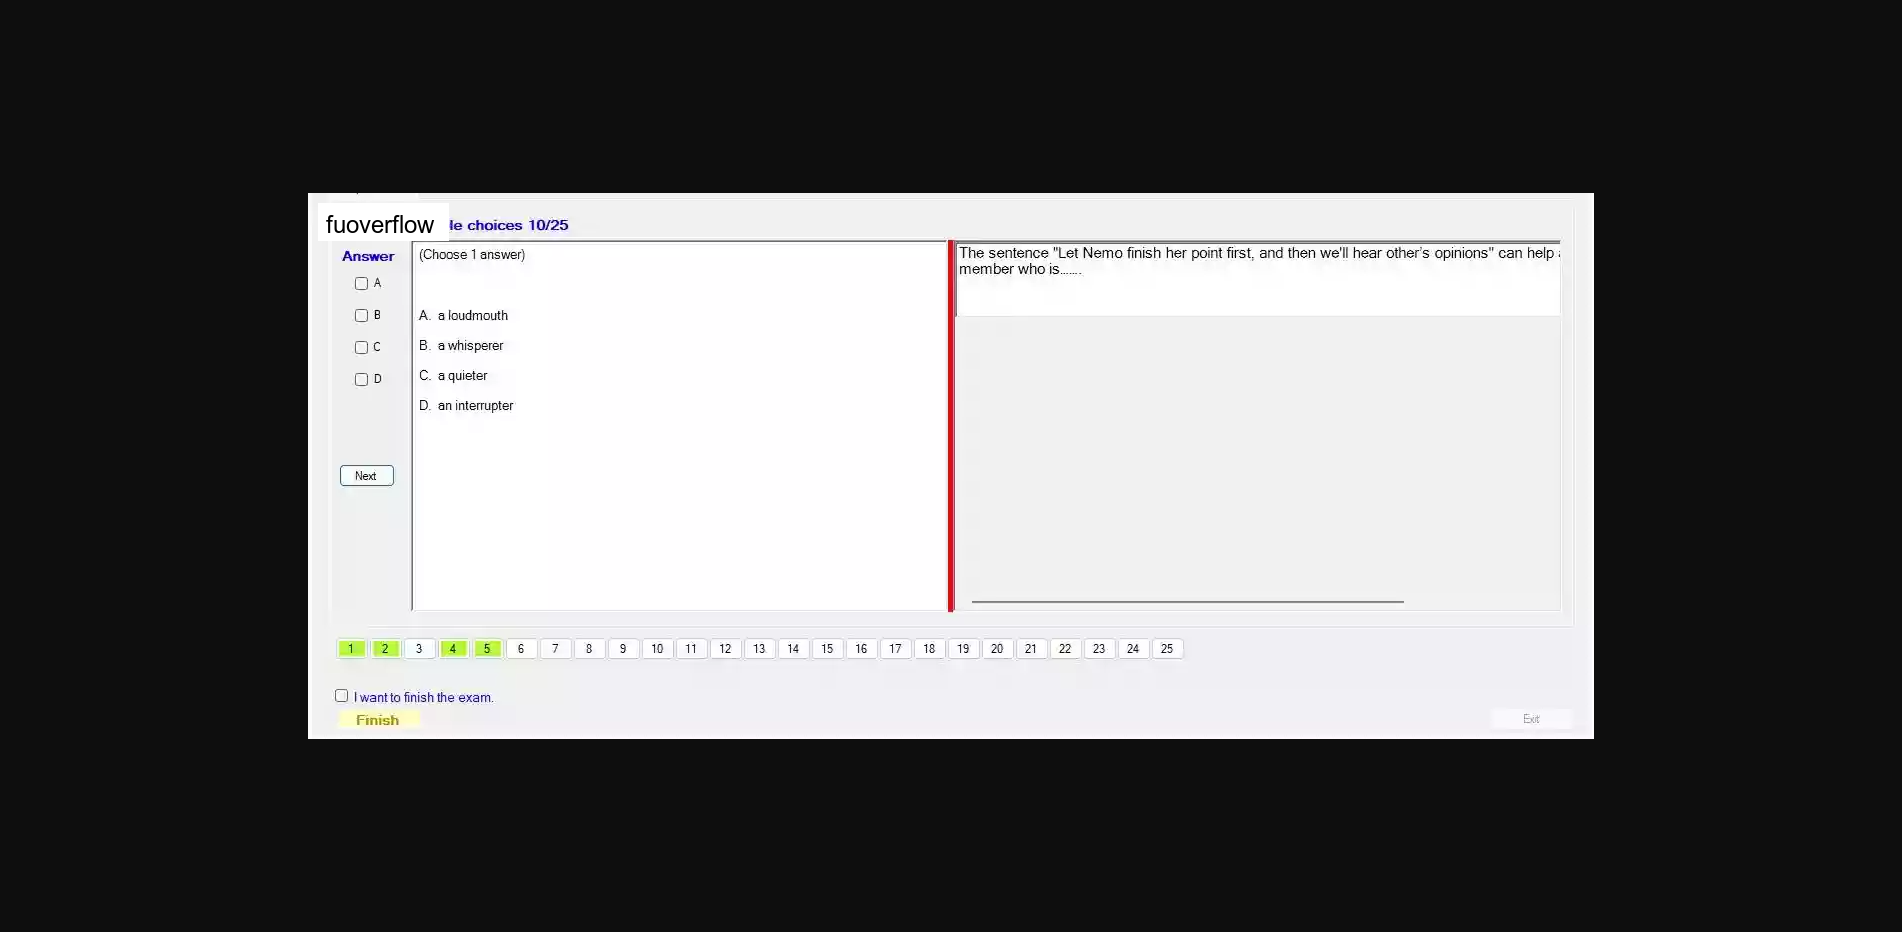 fuoverflow
le choices 10/25
Answer
(Choose 1 answer)
A
B
C
D
A. a loudmouth
B. a whisperer
C. a quieter
D. an interrupter
Next
The sentence "Let Nemo finish her point first, and then we'll hear other's opinions" can help
member who is......
1 2 3 4 5 6 7 8 9 10 11 12 13 14 15 16 17 18 19 20 21 22 23 24 25
I want to finish the exam.
Finish
Exit